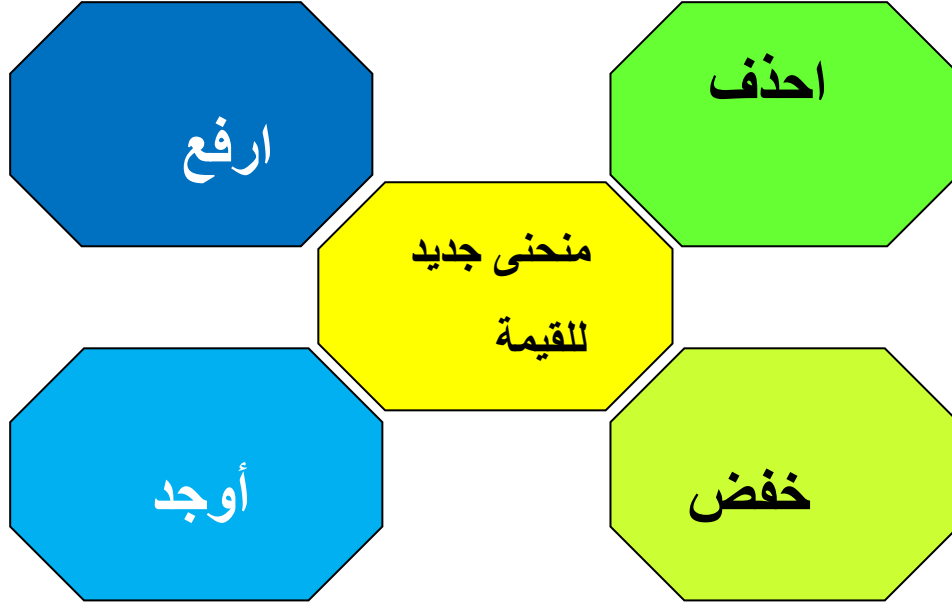 احذف
ارفع
منحنى جديد
للقيمة
خفض
أوجد